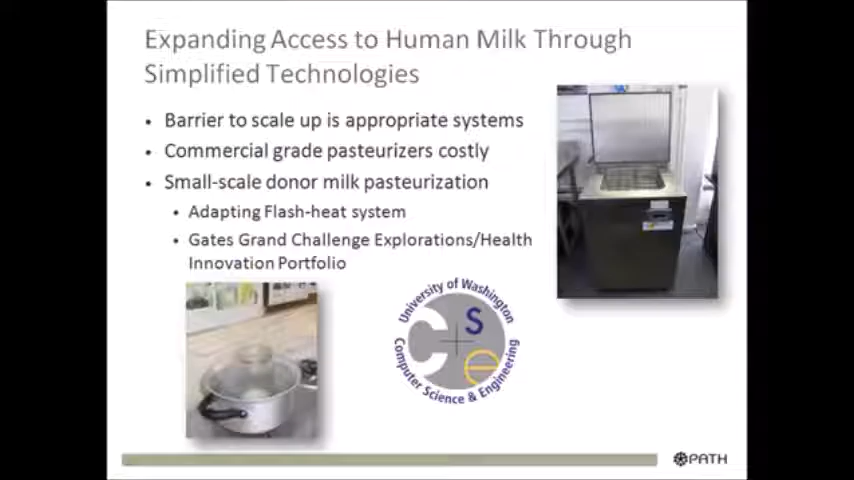 Expanding Access to Human Milk Through
Simplified Technologies
• Barrier to scale up is appropriate systems
• Commercial grade pasteurizers costly
• Small-scale donor milk pasteurization
• Adapting Flash-heat system
• Gates Grand Challenge Explorations/Health
Innovation Portfolio
University of Washington
C S
e
Computer Science & Engineering
PATH